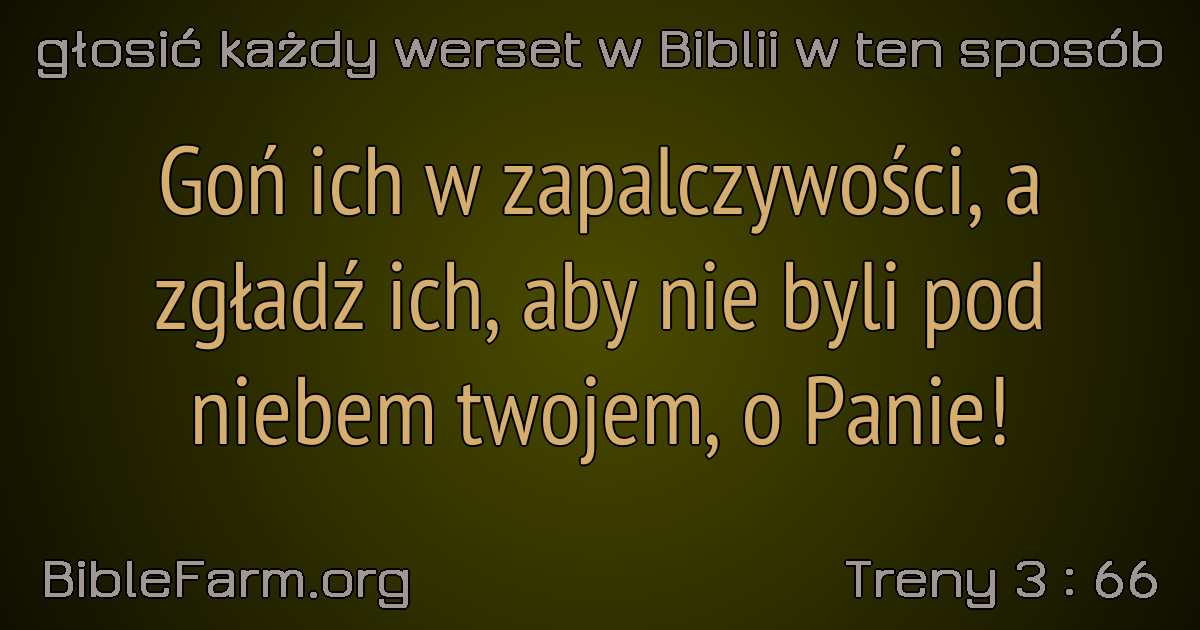 głosić każdy werset w Biblii w ten sposób
Goń ich w zapalczywości, a
zgładź ich, aby nie byli pod
niebem twojem, o Panie!
BibleFarm.org
Treny 3 : 66